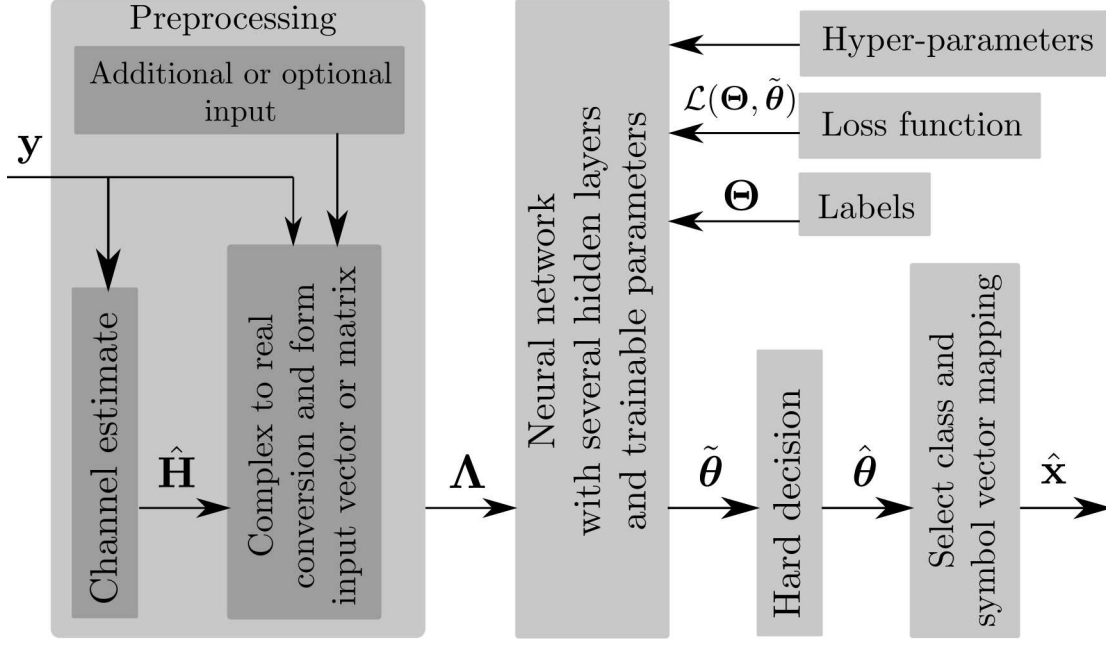 Preprocessing
Additional or optional
input
y
Channel estimate
Ĥ
Complex to real
conversion and form
input vector or matrix
Λ
Neural network
with several hidden layers
and trainable parameters
Hyper-parameters
ℒ(Θ, θ̃)
Loss function
Θ
Labels
θ̃
Hard decision
θ̂
Select class and
symbol vector mapping
x̂